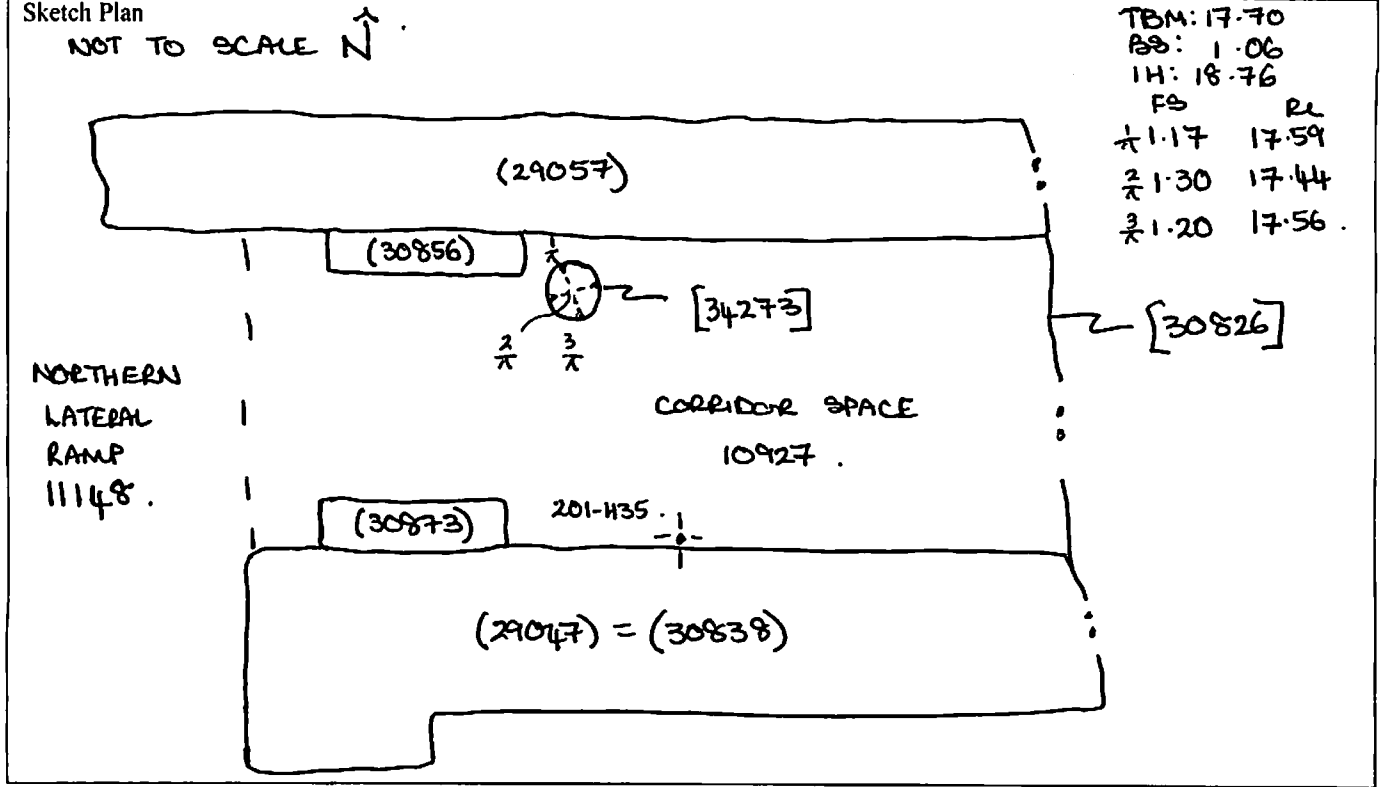 Sketch Plan
NOT TO SCALE N
TBM: 17.70
BS: 1.06
IH: 18.76
FS RL
1/⊼ 1.17 17.59
2/⊼ 1.30 17.44
3/⊼ 1.20 17.56.
(29057)
(30856)
1/⊼
[34273]
[30826]
2/⊼ 3/⊼
NORTHERN
LATERAL
RAMP
11148.
CORRIDOR SPACE
10927.
(30873)
201-H35.
(29047) = (30838)